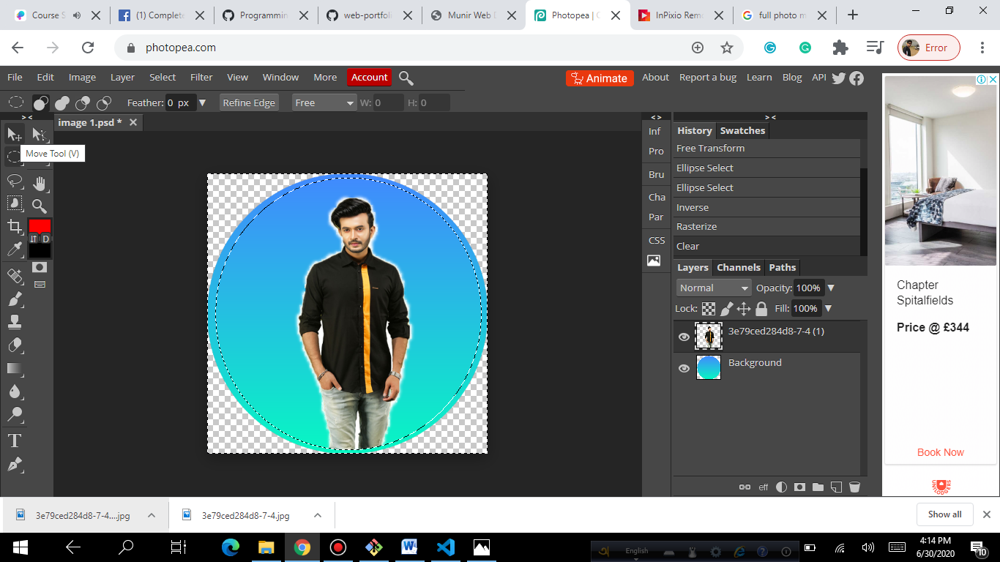 Course S
(1) Complete
Programmin
web-portfoli
Munir Web D
Photopea | O
InPixio Rem
full photo m
photopea.com
Error
File Edit Image Layer Select Filter View Window More Account
Animate
About Report a bug Learn Blog API
Feather: 0 px Refine Edge Free W: 0 H: 0
> <
image 1.psd *
Move Tool (V)
D
T
< >
Inf
Pro
Bru
Cha
Par
CSS
> <
History Swatches
Free Transform
Ellipse Select
Ellipse Select
Inverse
Rasterize
Clear
Layers Channels Paths
Normal Opacity: 100%
Lock: Fill: 100%
3e79ced284d8-7-4 (1)
Background
eff
Chapter
Spitalfields
Price @ £344
Book Now
3e79ced284d8-7-4....jpg
3e79ced284d8-7-4.jpg
Show all
English
4:14 PM
6/30/2020
10